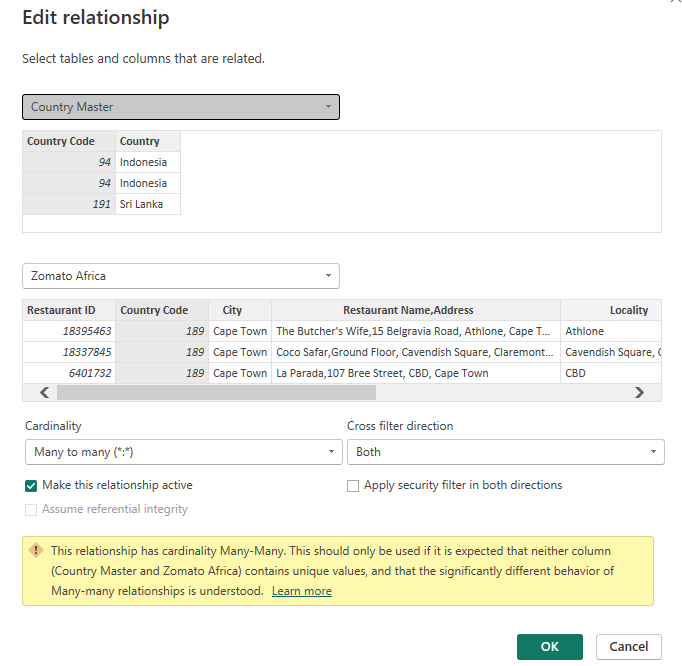 Edit relationship
Select tables and columns that are related.
Country Master
Country Code Country
94 Indonesia
94 Indonesia
191 Sri Lanka
Zomato Africa
Restaurant ID Country Code City Restaurant Name,Address Locality
18395463 189 Cape Town The Butcher's Wife,15 Belgravia Road, Athlone, Cape T... Athlone
18337845 189 Cape Town Coco Safar,Ground Floor, Cavendish Square, Claremont... Cavendish Square, C
6401732 189 Cape Town La Parada,107 Bree Street, CBD, Cape Town CBD
Cardinality Cross filter direction
Many to many (*:*) Both
Make this relationship active Apply security filter in both directions
Assume referential integrity
This relationship has cardinality Many-Many. This should only be used if it is expected that neither column
(Country Master and Zomato Africa) contains unique values, and that the significantly different behavior of
Many-many relationships is understood. Learn more
OK Cancel